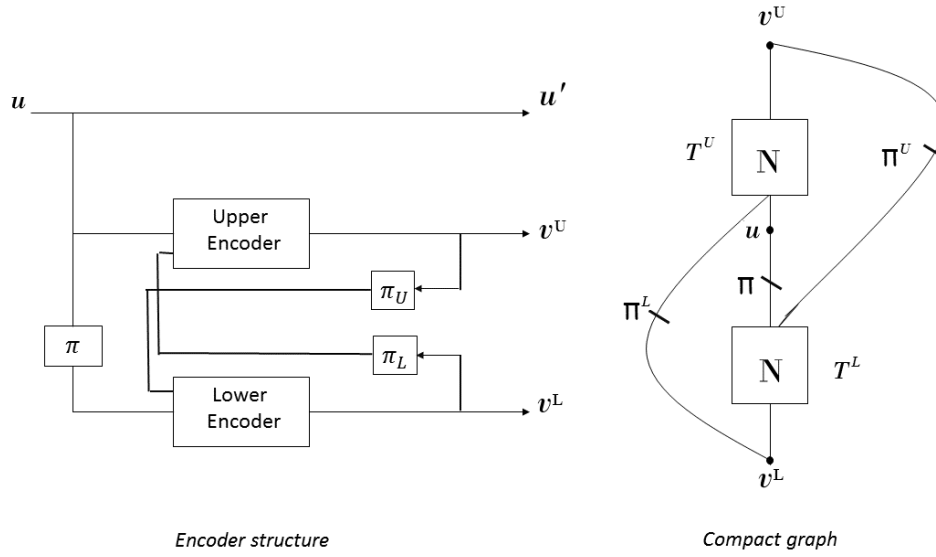 u
u'
Upper
Encoder
v^U
π_U
π
π_L
Lower
Encoder
v^L
Encoder structure
v^U
T^U
N
Π^U
u
Π
Π^L
N
T^L
v^L
Compact graph